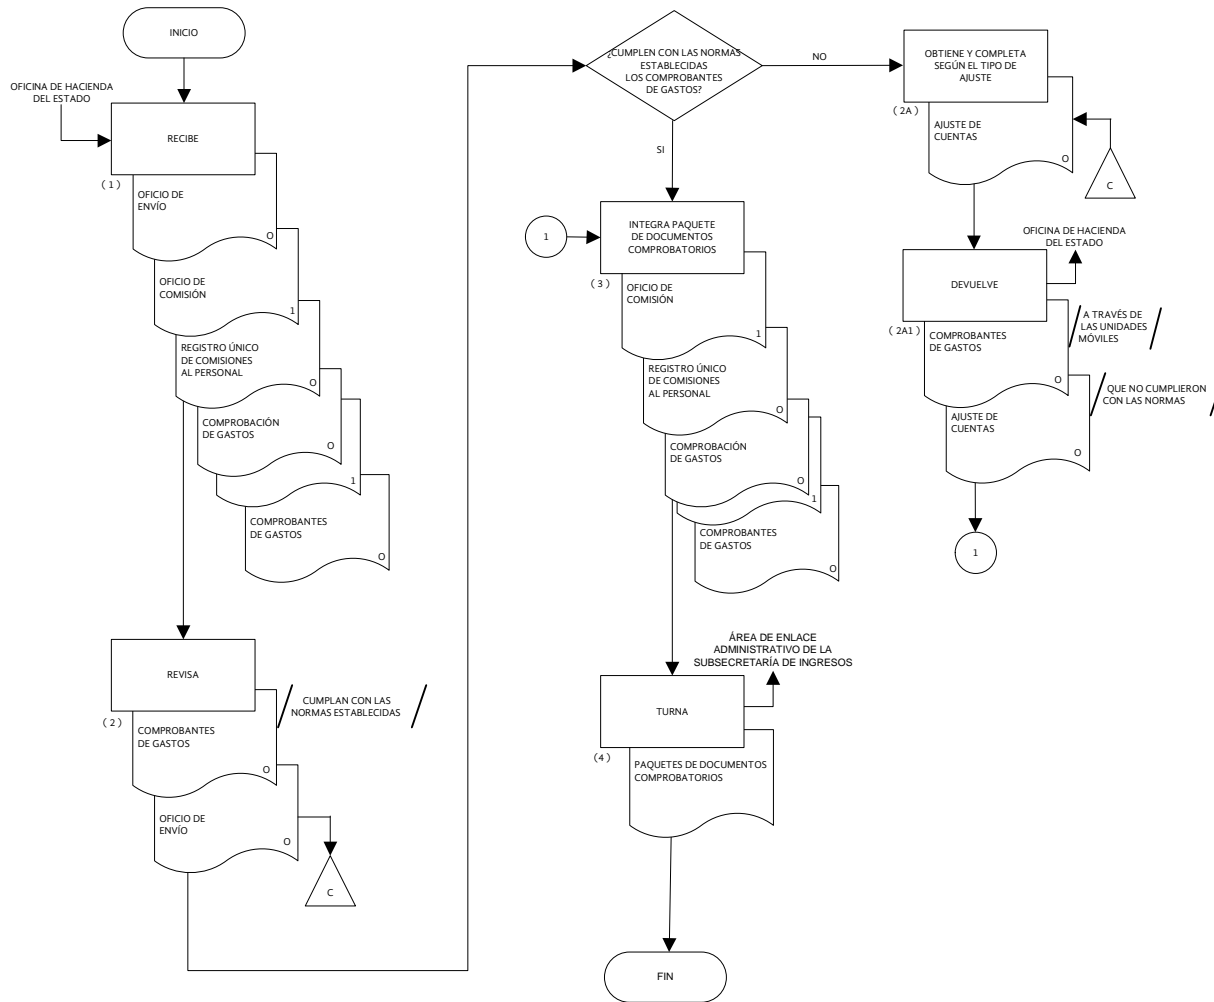 INICIO
OFICINA DE HACIENDA
DEL ESTADO
RECIBE
( 1 )
OFICIO DE
ENVÍO
O
OFICIO DE
COMISIÓN
1
REGISTRO ÚNICO
DE COMISIONES
AL PERSONAL
O
COMPROBACIÓN
DE GASTOS
O
1
COMPROBANTES
DE GASTOS
O
REVISA
( 2 )
CUMPLAN CON LAS
NORMAS ESTABLECIDAS
COMPROBANTES
DE GASTOS
O
OFICIO DE
ENVÍO
O
C
¿CUMPLEN CON LAS NORMAS
ESTABLECIDAS
LOS COMPROBANTES
DE GASTOS?
NO
SI
1
INTEGRA PAQUETE
DE DOCUMENTOS
COMPROBATORIOS
( 3 )
OFICIO DE
COMISIÓN
1
REGISTRO ÚNICO
DE COMISIONES
AL PERSONAL
O
COMPROBACIÓN
DE GASTOS
O
1
COMPROBANTES
DE GASTOS
O
ÁREA DE ENLACE
ADMINISTRATIVO DE LA
SUBSECRETARÍA DE INGRESOS
TURNA
(4)
PAQUETES DE DOCUMENTOS
COMPROBATORIOS
FIN
OBTIENE Y COMPLETA
SEGÚN EL TIPO DE
AJUSTE
( 2A )
AJUSTE DE
CUENTAS
O
C
OFICINA DE HACIENDA
DEL ESTADO
DEVUELVE
( 2A1 )
A TRAVÉS DE
LAS UNIDADES
MÓVILES
COMPROBANTES
DE GASTOS
O
QUE NO CUMPLIERON
CON LAS NORMAS
AJUSTE DE
CUENTAS
O
1